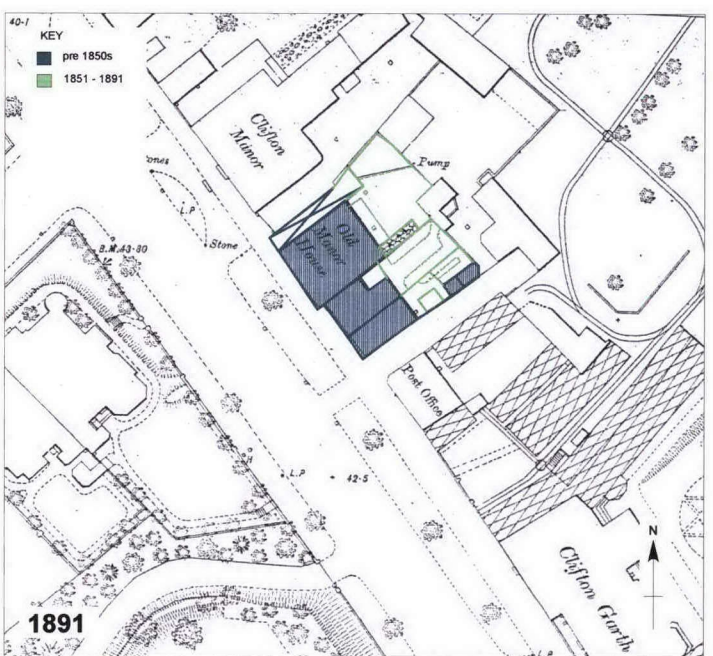 40·1
KEY
pre 1850s
1851 - 1891
Clifton
Manor
Pump
L.P
Stone
Old
Manor
House
B.M.43·80
Post Office
L.P
42·5
N
Clifton Garth
1891
L.P